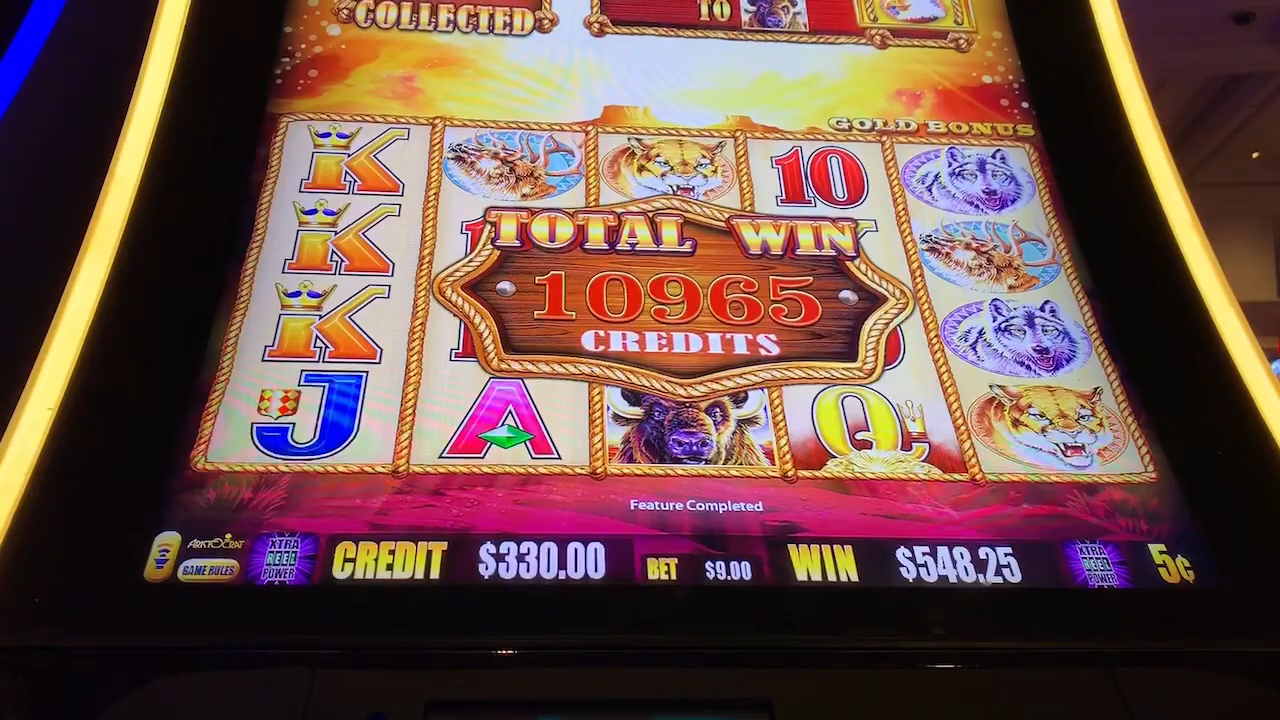 COLLECTED
10
GOLD BONUS
K
10
K
TOTAL WIN
10965
CREDITS
K
J
A
Q
Feature Completed
ARISTOCRAT
GAME RULES
XTRA
REEL
POWER
CREDIT $330.00
BET $9.00
WIN $548.25
XTRA
REEL
POWER
5¢